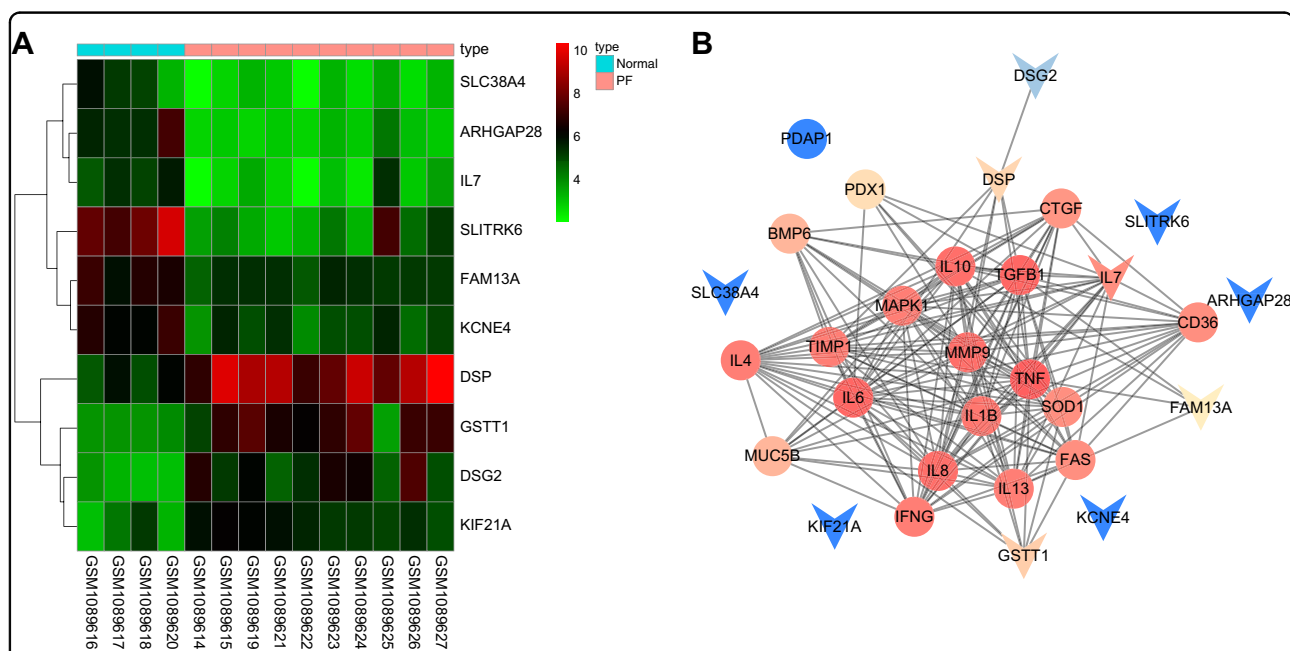 A
type
SLC38A4
ARHGAP28
IL7
SLITRK6
FAM13A
KCNE4
DSP
GSTT1
DSG2
KIF21A
10
8
6
4
type
Normal
PF
GSM1089616
GSM1089617
GSM1089618
GSM1089620
GSM1089614
GSM1089615
GSM1089619
GSM1089621
GSM1089622
GSM1089623
GSM1089624
GSM1089625
GSM1089626
GSM1089627
B
DSG2
PDAP1
DSP
PDX1
CTGF
SLITRK6
BMP6
IL10
TGFB1
IL7
SLC38A4
ARHGAP28
MAPK1
CD36
TIMP1
MMP9
IL4
TNF
IL6
SOD1
FAM13A
IL1B
MUC5B
FAS
IL8
IL13
IFNG
KCNE4
KIF21A
GSTT1